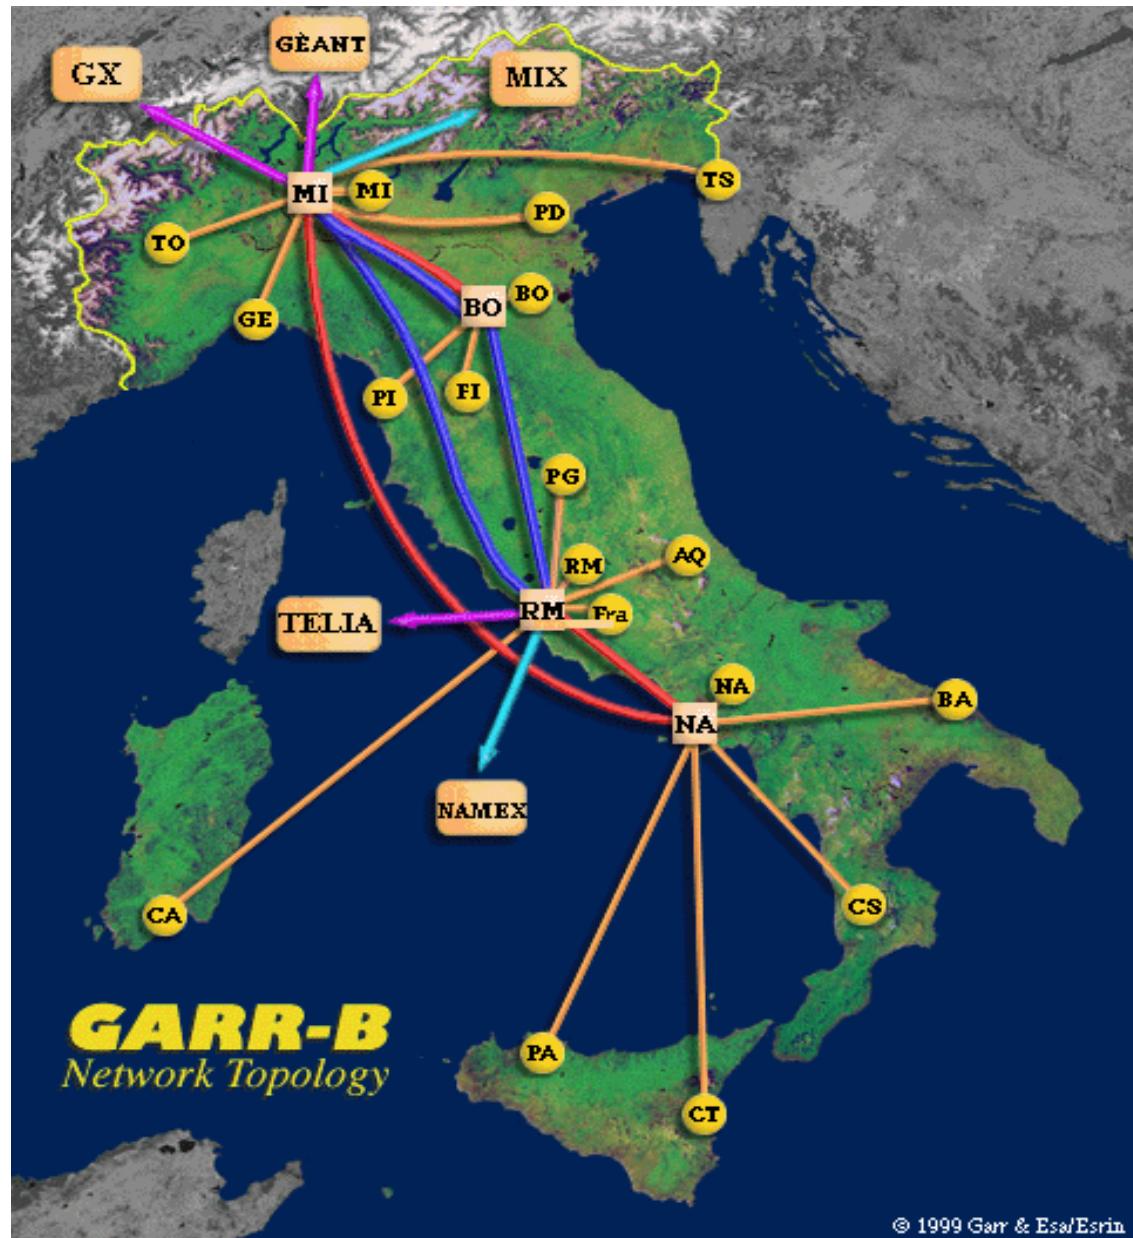 GÈANT
GX
MIX
TS
MI
MI
PD
TO
BO
BO
GE
PI
FI
PG
RM
AQ
RM
Fra
TELIA
NA
BA
NA
NAMEX
CA
CS
GARR-B
Network Topology
PA
CT
© 1999 Garr & Esa/Esrin